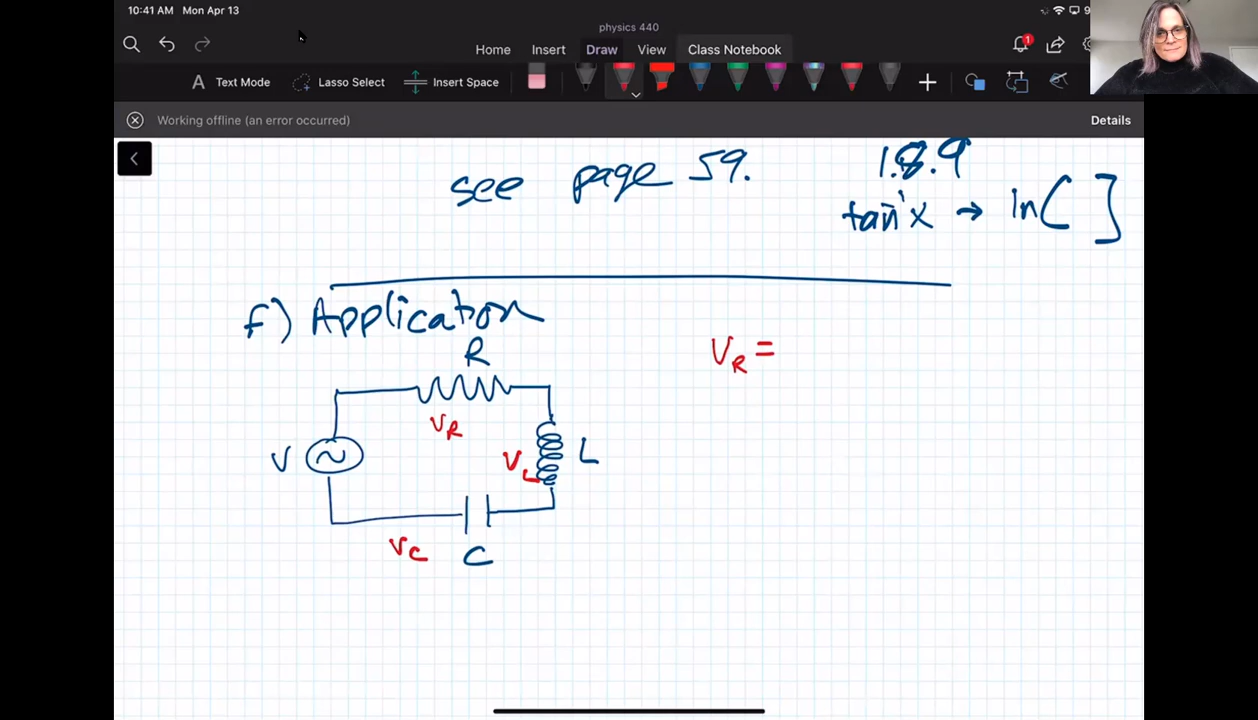 10:41 AM Mon Apr 13
physics 440
Home Insert Draw View Class Notebook
1
Text Mode Lasso Select Insert Space
Working offline (an error occurred) Details
see page 59.
1.8.9
tan⁻¹x → ln( ]
f) Application
R
V_R =
V_R
V
V_L
L
V_C
C